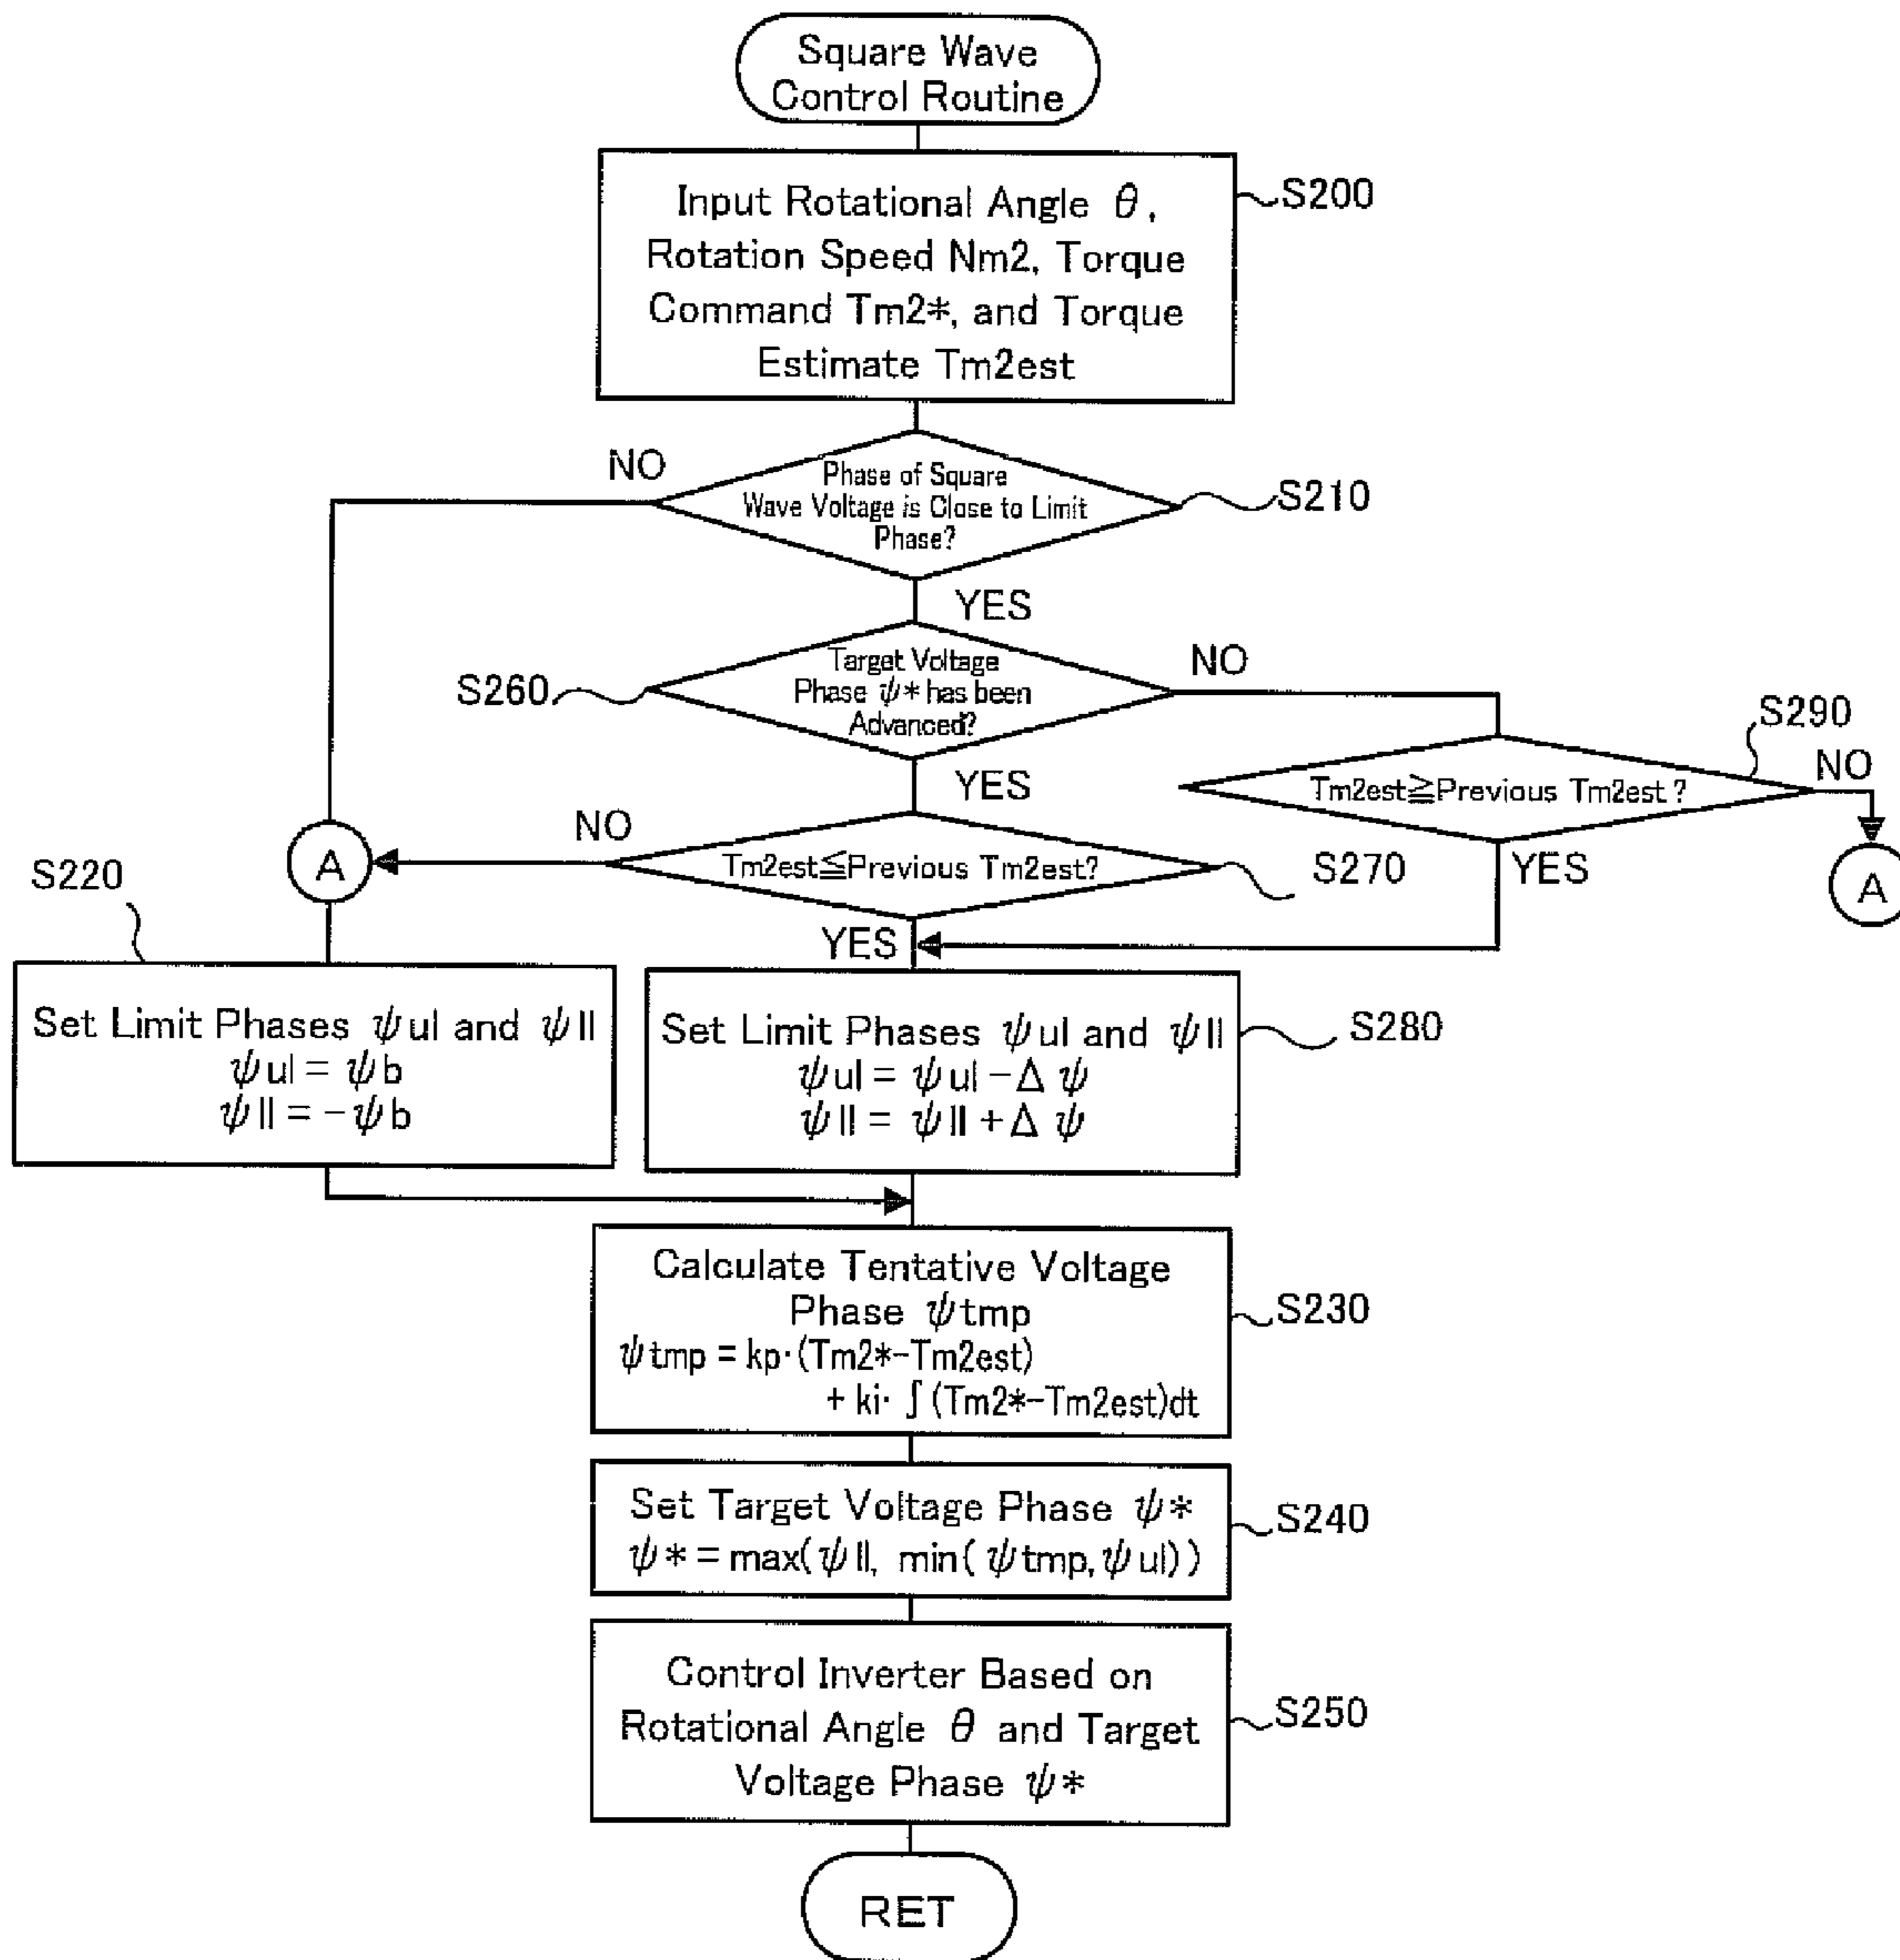 Square Wave
Control Routine
Input Rotational Angle θ,
Rotation Speed Nm2, Torque
Command Tm2*, and Torque
Estimate Tm2est
S200
NO
Phase of Square
Wave Voltage is Close to Limit
Phase?
S210
YES
S260
Target Voltage
Phase ψ* has been
Advanced?
NO
S290
YES
Tm2est≧Previous Tm2est?
NO
A
NO
Tm2est≦Previous Tm2est?
S270
YES
A
S220
YES
Set Limit Phases ψul and ψll
ψul = ψb
ψll = -ψb
Set Limit Phases ψul and ψll
ψul = ψul - Δψ
ψll = ψll + Δψ
S280
Calculate Tentative Voltage
Phase ψtmp
ψtmp = kp·(Tm2*-Tm2est)
+ ki· ∫(Tm2*-Tm2est)dt
S230
Set Target Voltage Phase ψ*
ψ* = max(ψll, min(ψtmp, ψul))
S240
Control Inverter Based on
Rotational Angle θ and Target
Voltage Phase ψ*
S250
RET